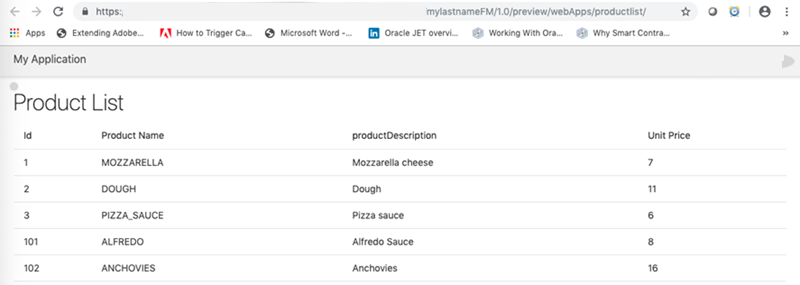 https: mylastnameFM/1.0/preview/webApps/productlist/
Apps Extending Adobe... How to Trigger Ca... Microsoft Word -... Oracle JET overvi... Working With Ora... Why Smart Contra... »
My Application
Product List
Id Product Name productDescription Unit Price
1 MOZZARELLA Mozzarella cheese 7
2 DOUGH Dough 11
3 PIZZA_SAUCE Pizza sauce 6
101 ALFREDO Alfredo Sauce 8
102 ANCHOVIES Anchovies 16